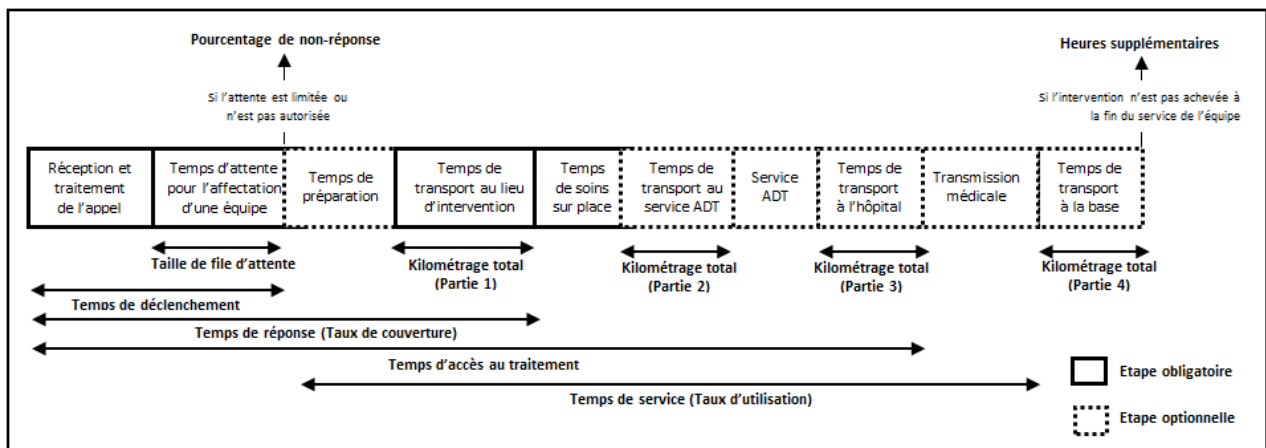 Pourcentage de non-réponse
Heures supplémentaires
Si l'attente est limitée ou
n'est pas autorisée
Si l'intervention n'est pas achevée à
la fin du service de l'équipe
Réception et
traitement
de l'appel
Temps d'attente
pour l'affectation
d'une équipe
Temps de
préparation
Temps de
transport au lieu
d'intervention
Temps
de soins
sur place
Temps de
transport au
service ADT
Service
ADT
Temps de
transport
à l'hôpital
Transmission
médicale
Temps de
transport
à la base
Taille de file d'attente
Kilométrage total
(Partie 1)
Kilométrage total
(Partie 2)
Kilométrage total
(Partie 3)
Kilométrage total
(Partie 4)
Temps de déclenchement
Temps de réponse (Taux de couverture)
Temps d'accès au traitement
Temps de service (Taux d'utilisation)
Etape obligatoire
Etape optionnelle